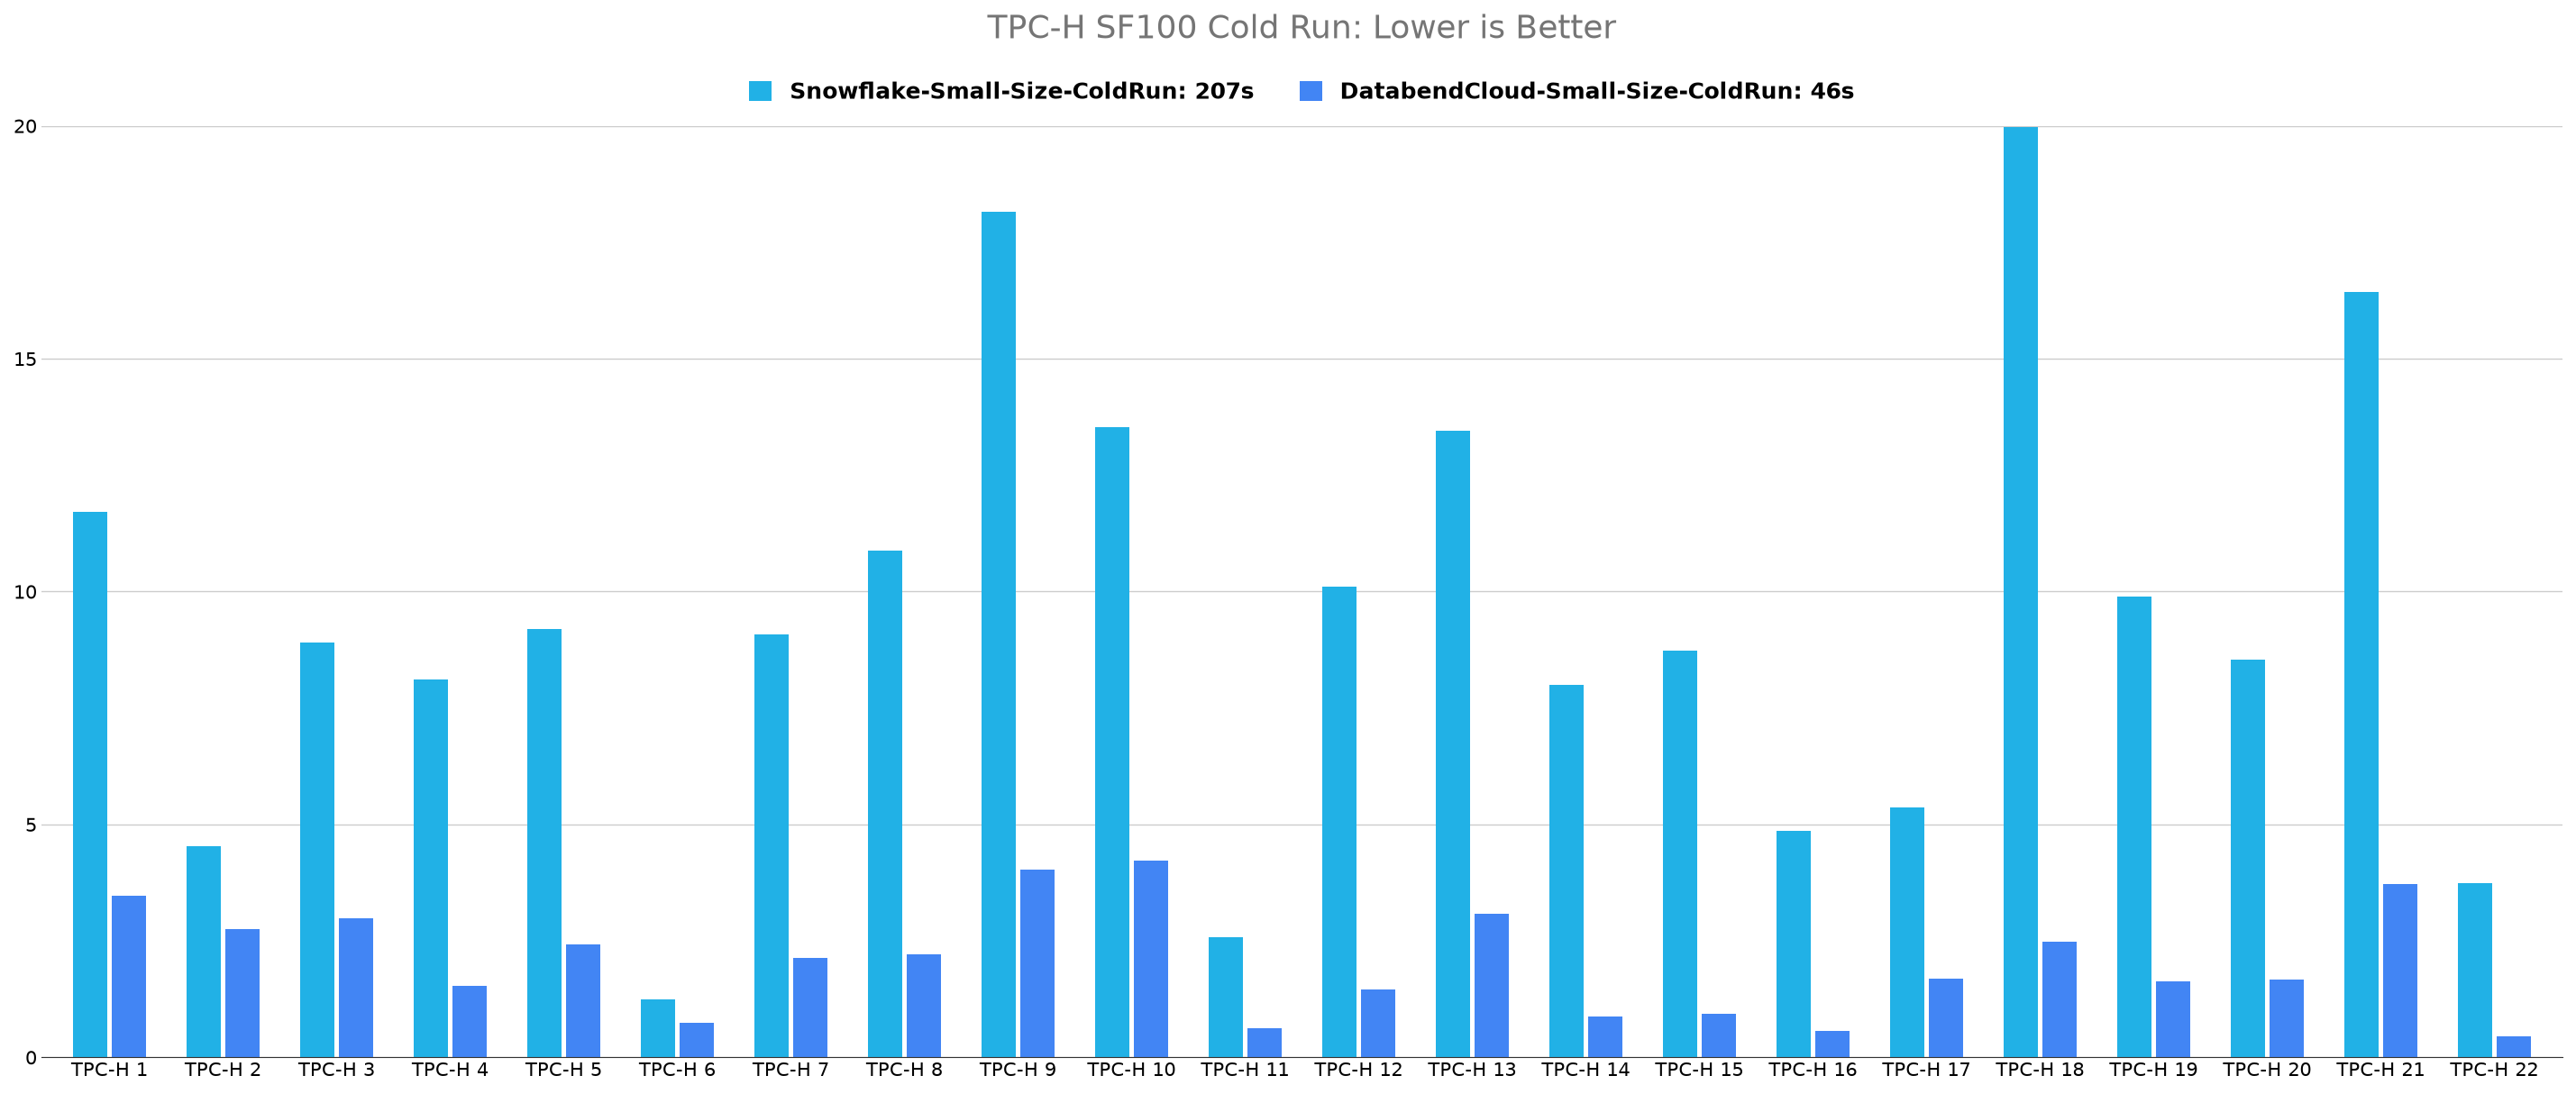 TPC-H SF100 Cold Run: Lower is Better
Snowflake-Small-Size-ColdRun: 207s DatabendCloud-Small-Size-ColdRun: 46s
20
15
10
5
0
TPC-H 1 TPC-H 2 TPC-H 3 TPC-H 4 TPC-H 5 TPC-H 6 TPC-H 7 TPC-H 8 TPC-H 9 TPC-H 10 TPC-H 11 TPC-H 12 TPC-H 13 TPC-H 14 TPC-H 15 TPC-H 16 TPC-H 17 TPC-H 18 TPC-H 19 TPC-H 20 TPC-H 21 TPC-H 22